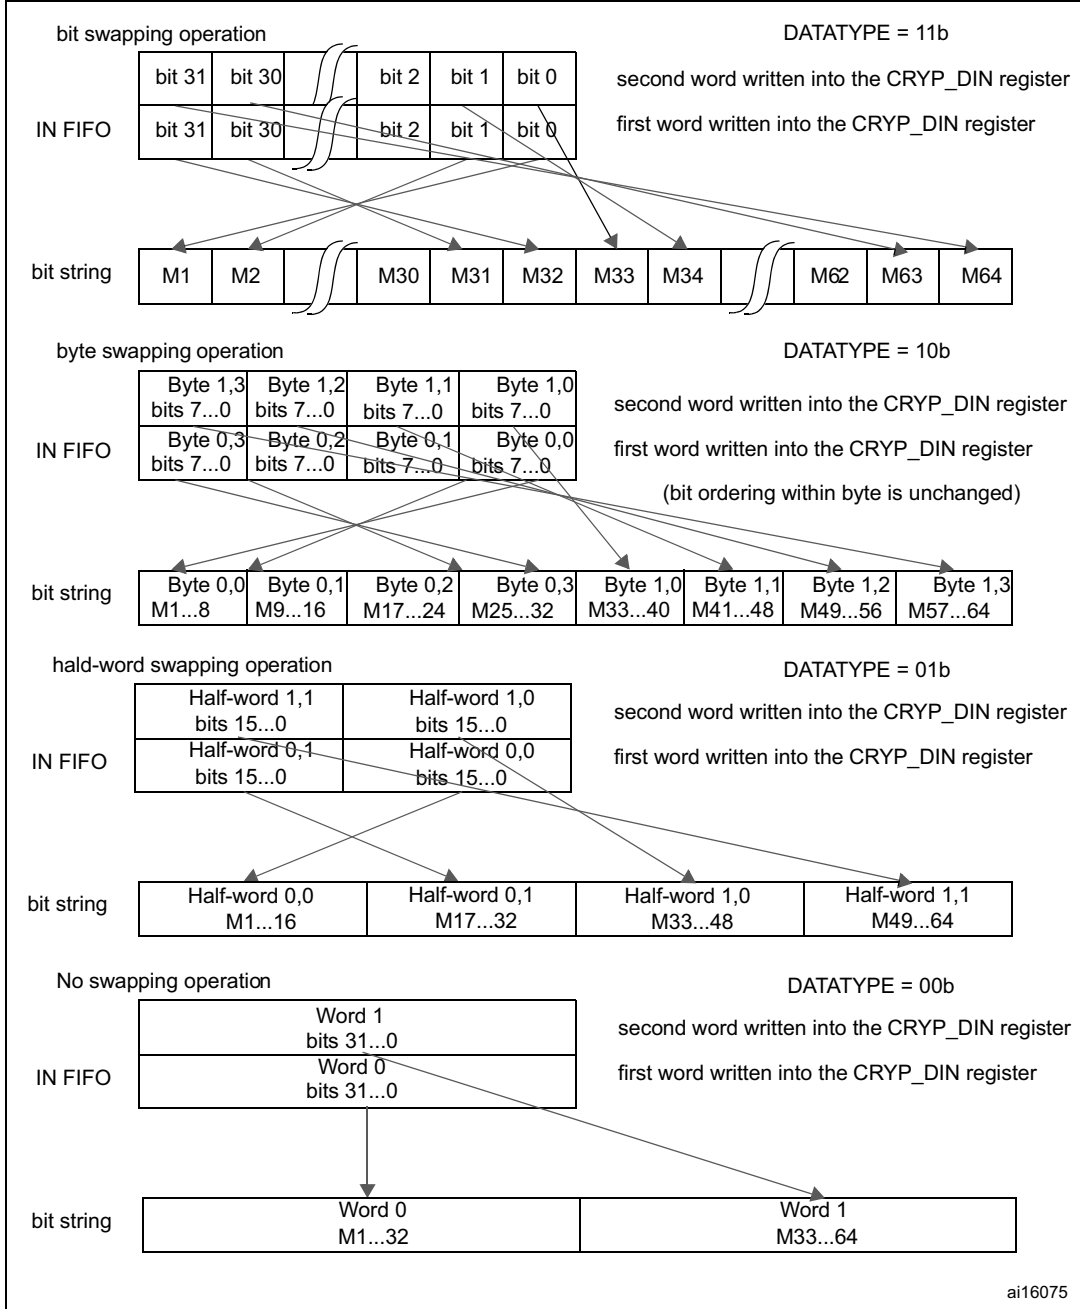 bit swapping operation
DATATYPE = 11b
bit 31 bit 30 bit 2 bit 1 bit 0
second word written into the CRYP_DIN register
IN FIFO
bit 31 bit 30 bit 2 bit 1 bit 0
first word written into the CRYP_DIN register
bit string
M1 M2 M30 M31 M32 M33 M34 M62 M63 M64
byte swapping operation
DATATYPE = 10b
Byte 1,3 Byte 1,2 Byte 1,1 Byte 1,0
bits 7...0 bits 7...0 bits 7...0 bits 7...0
second word written into the CRYP_DIN register
IN FIFO
Byte 0,3 Byte 0,2 Byte 0,1 Byte 0,0
bits 7...0 bits 7...0 bits 7...0 bits 7...0
first word written into the CRYP_DIN register
(bit ordering within byte is unchanged)
bit string
Byte 0,0 Byte 0,1 Byte 0,2 Byte 0,3 Byte 1,0 Byte 1,1 Byte 1,2 Byte 1,3
M1...8 M9...16 M17...24 M25...32 M33...40 M41...48 M49...56 M57...64
hald-word swapping operation
DATATYPE = 01b
Half-word 1,1 Half-word 1,0
bits 15...0 bits 15...0
second word written into the CRYP_DIN register
IN FIFO
Half-word 0,1 Half-word 0,0
bits 15...0 bits 15...0
first word written into the CRYP_DIN register
bit string
Half-word 0,0 Half-word 0,1 Half-word 1,0 Half-word 1,1
M1...16 M17...32 M33...48 M49...64
No swapping operation
DATATYPE = 00b
Word 1
bits 31...0
second word written into the CRYP_DIN register
IN FIFO
Word 0
bits 31...0
first word written into the CRYP_DIN register
bit string
Word 0 Word 1
M1...32 M33...64
ai16075